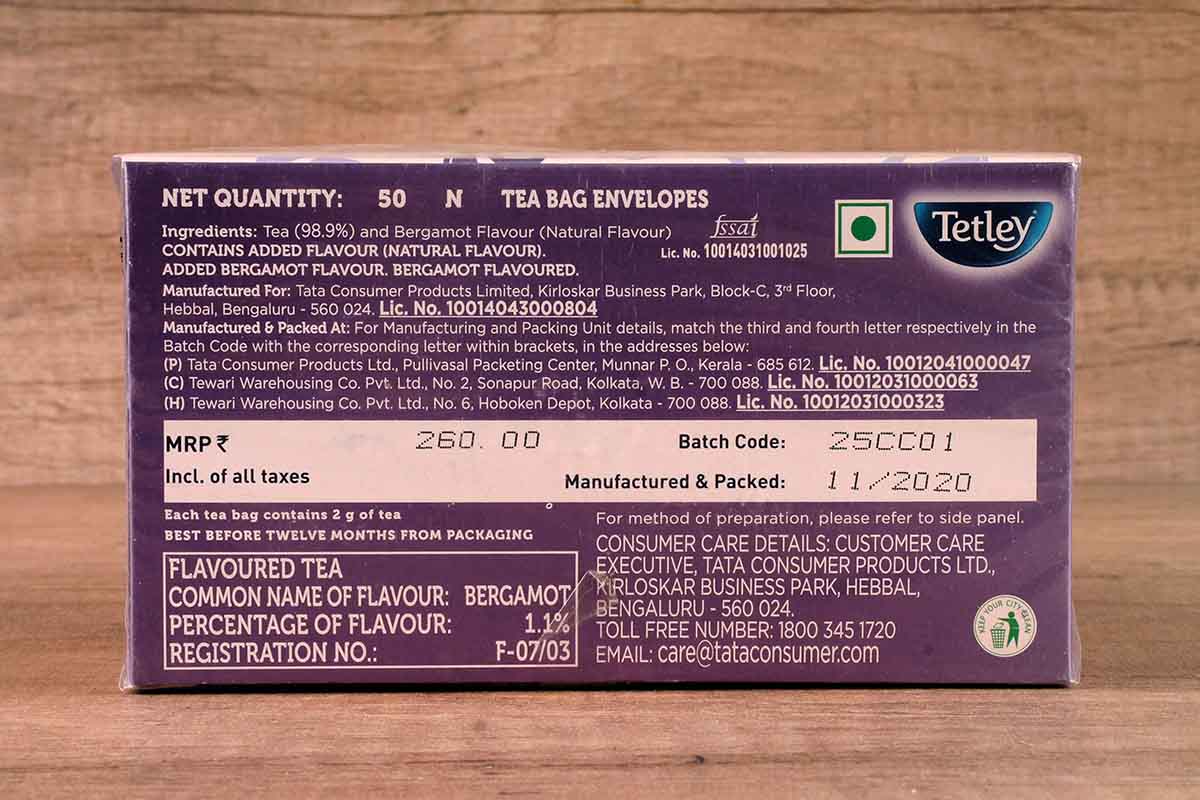 NET QUANTITY: 50 N TEA BAG ENVELOPES
Ingredients: Tea (98.9%) and Bergamot Flavour (Natural Flavour)
fssai
CONTAINS ADDED FLAVOUR (NATURAL FLAVOUR).
Lic. No. 10014031001025
ADDED BERGAMOT FLAVOUR. BERGAMOT FLAVOURED.
Tetley
Manufactured For: Tata Consumer Products Limited, Kirloskar Business Park, Block-C, 3rd Floor,
Hebbal, Bengaluru - 560 024. Lic. No. 10014043000804
Manufactured & Packed At: For Manufacturing and Packing Unit details, match the third and fourth letter respectively in the
Batch Code with the corresponding letter within brackets, in the addresses below:
(P) Tata Consumer Products Ltd., Pullivasal Packeting Center, Munnar P. O., Kerala - 685 612. Lic. No. 10012041000047
(C) Tewari Warehousing Co. Pvt. Ltd., No. 2, Sonapur Road, Kolkata, W. B. - 700 088. Lic. No. 10012031000063
(H) Tewari Warehousing Co. Pvt. Ltd., No. 6, Hoboken Depot, Kolkata - 700 088. Lic. No. 10012031000323
MRP ₹ 260.00 Batch Code: 25CC01
Incl. of all taxes Manufactured & Packed: 11/2020
Each tea bag contains 2 g of tea
BEST BEFORE TWELVE MONTHS FROM PACKAGING
FLAVOURED TEA
COMMON NAME OF FLAVOUR: BERGAMOT
PERCENTAGE OF FLAVOUR: 1.1%
REGISTRATION NO.: F-07/03
For method of preparation, please refer to side panel.
CONSUMER CARE DETAILS: CUSTOMER CARE
EXECUTIVE, TATA CONSUMER PRODUCTS LTD.,
KIRLOSKAR BUSINESS PARK, HEBBAL,
BENGALURU - 560 024.
TOLL FREE NUMBER: 1800 345 1720
EMAIL: care@tataconsumer.com
KEEP YOUR CITY CLEAN